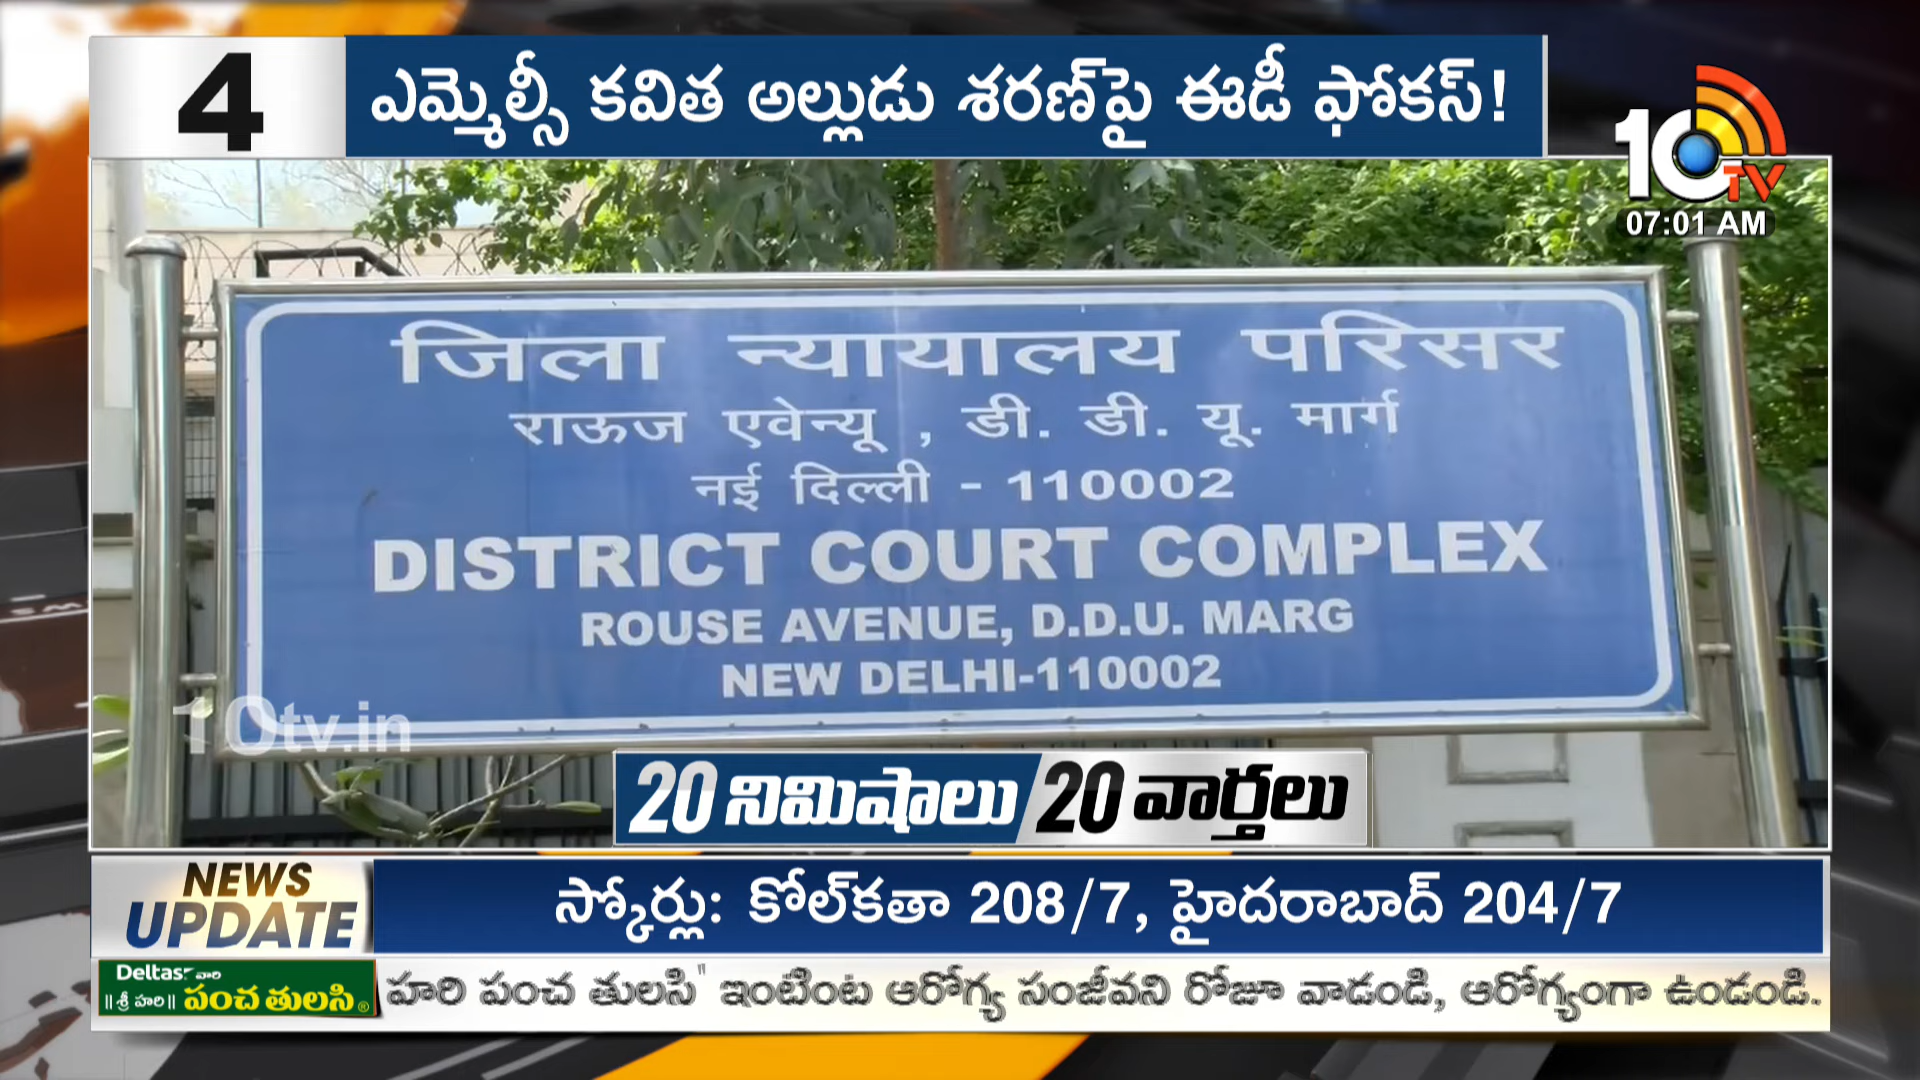 4
ఎమ్మెల్సీ కవిత అల్లుడు శరణ్‌పై ఈడీ ఫోకస్!
10TV
07:01 AM
जिला न्यायालय परिसर
राऊज एवेन्यू , डी. डी. यू. मार्ग
नई दिल्ली - 110002
DISTRICT COURT COMPLEX
ROUSE AVENUE, D.D.U. MARG
NEW DELHI-110002
10tv.in
20 నిమిషాలు 20 వార్తలు
NEWS UPDATE
స్కోర్లు: కోల్‌కతా 208/7, హైదరాబాద్ 204/7
Deltas వారి
॥శ్రీ హరి॥ పంచ తులసి®
హరి పంచ తులసి" ఇంటింట ఆరోగ్య సంజీవని రోజూ వాడండి, ఆరోగ్యంగా ఉండండి.